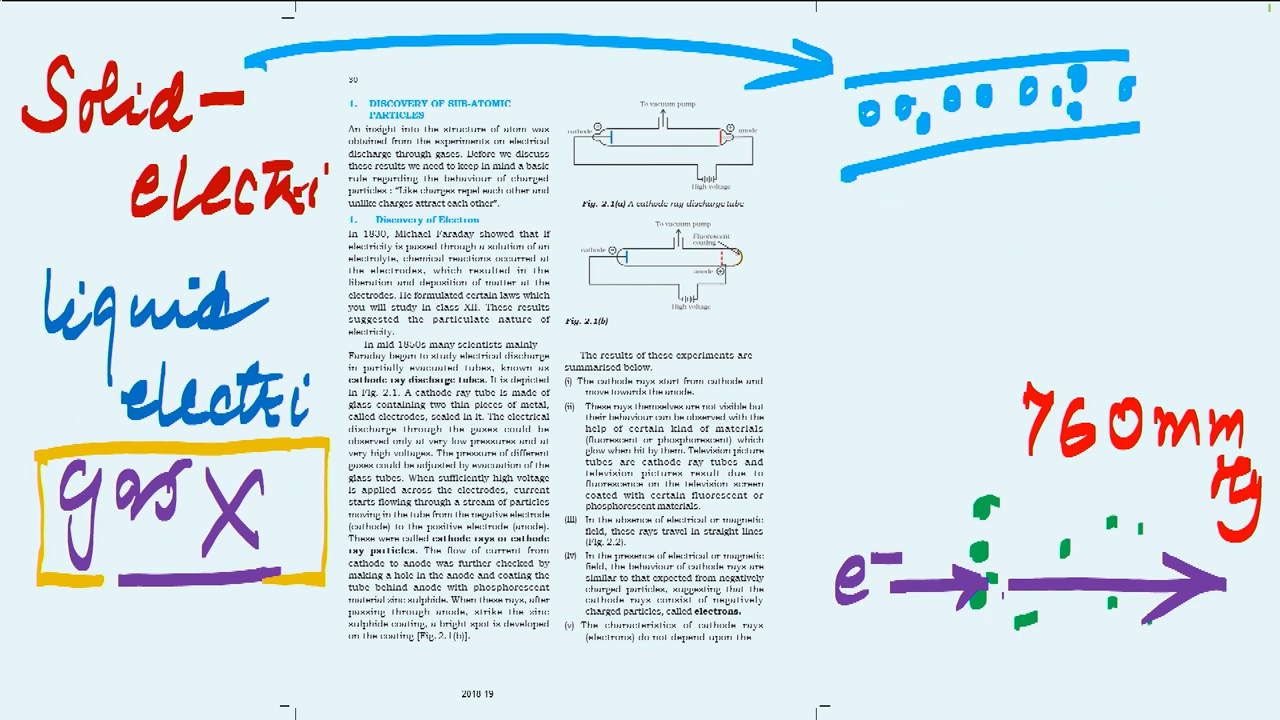 Solid -
electri
liquid
electri
gas X
30
1. DISCOVERY OF SUB-ATOMIC
PARTICLES
An insight into the structure of atom was
obtained from the experiments on electrical
discharge through gases. Before we discuss
these results we need to keep in mind a basic
rule regarding the behaviour of charged
particles : "Like charges repel each other and
unlike charges attract each other".
1. Discovery of Electron
In 1830, Michael Faraday showed that if
electricity is passed through a solution of an
electrolyte, chemical reactions occurred at
the electrodes, which resulted in the
liberation and deposition of matter at the
electrodes. He formulated certain laws which
you will study in class XII. These results
suggested the particulate nature of
electricity.
In mid 1850s many scientists mainly
Faraday began to study electrical discharge
in partially evacuated tubes, known as
cathode ray discharge tubes. It is depicted
in Fig. 2.1. A cathode ray tube is made of
glass containing two thin pieces of metal,
called electrodes, sealed in it. The electrical
discharge through the gases could be
observed only at very low pressures and at
very high voltages. The pressure of different
gases could be adjusted by evacuation of the
glass tubes. When sufficiently high voltage
is applied across the electrodes, current
starts flowing through a stream of particles
moving in the tube from the negative electrode
(cathode) to the positive electrode (anode).
These were called cathode rays or cathode
ray particles. The flow of current from
cathode to anode was further checked by
making a hole in the anode and coating the
tube behind anode with phosphorescent
material zinc sulphide. When these rays, after
passing through anode, strike the zinc
sulphide coating, a bright spot is developed
on the coating [Fig. 2.1(b)].
To vacuum pump
cathode
anode
High voltage
Fig. 2.1(a) A cathode ray discharge tube
To vacuum pump
Fluorescent
coating
cathode
anode
High voltage
Fig. 2.1(b)
The results of these experiments are
summarised below.
(i) The cathode rays start from cathode and
move towards the anode.
(ii) These rays themselves are not visible but
their behaviour can be observed with the
help of certain kind of materials
(fluorescent or phosphorescent) which
glow when hit by them. Television picture
tubes are cathode ray tubes and
television pictures result due to
fluorescence on the television screen
coated with certain fluorescent or
phosphorescent materials.
(iii) In the absence of electrical or magnetic
field, these rays travel in straight lines
(Fig. 2.2).
(iv) In the presence of electrical or magnetic
field, the behaviour of cathode rays are
similar to that expected from negatively
charged particles, suggesting that the
cathode rays consist of negatively
charged particles, called electrons.
(v) The characteristics of cathode rays
(electrons) do not depend upon the
760 mm
Hg
e−
2018-19